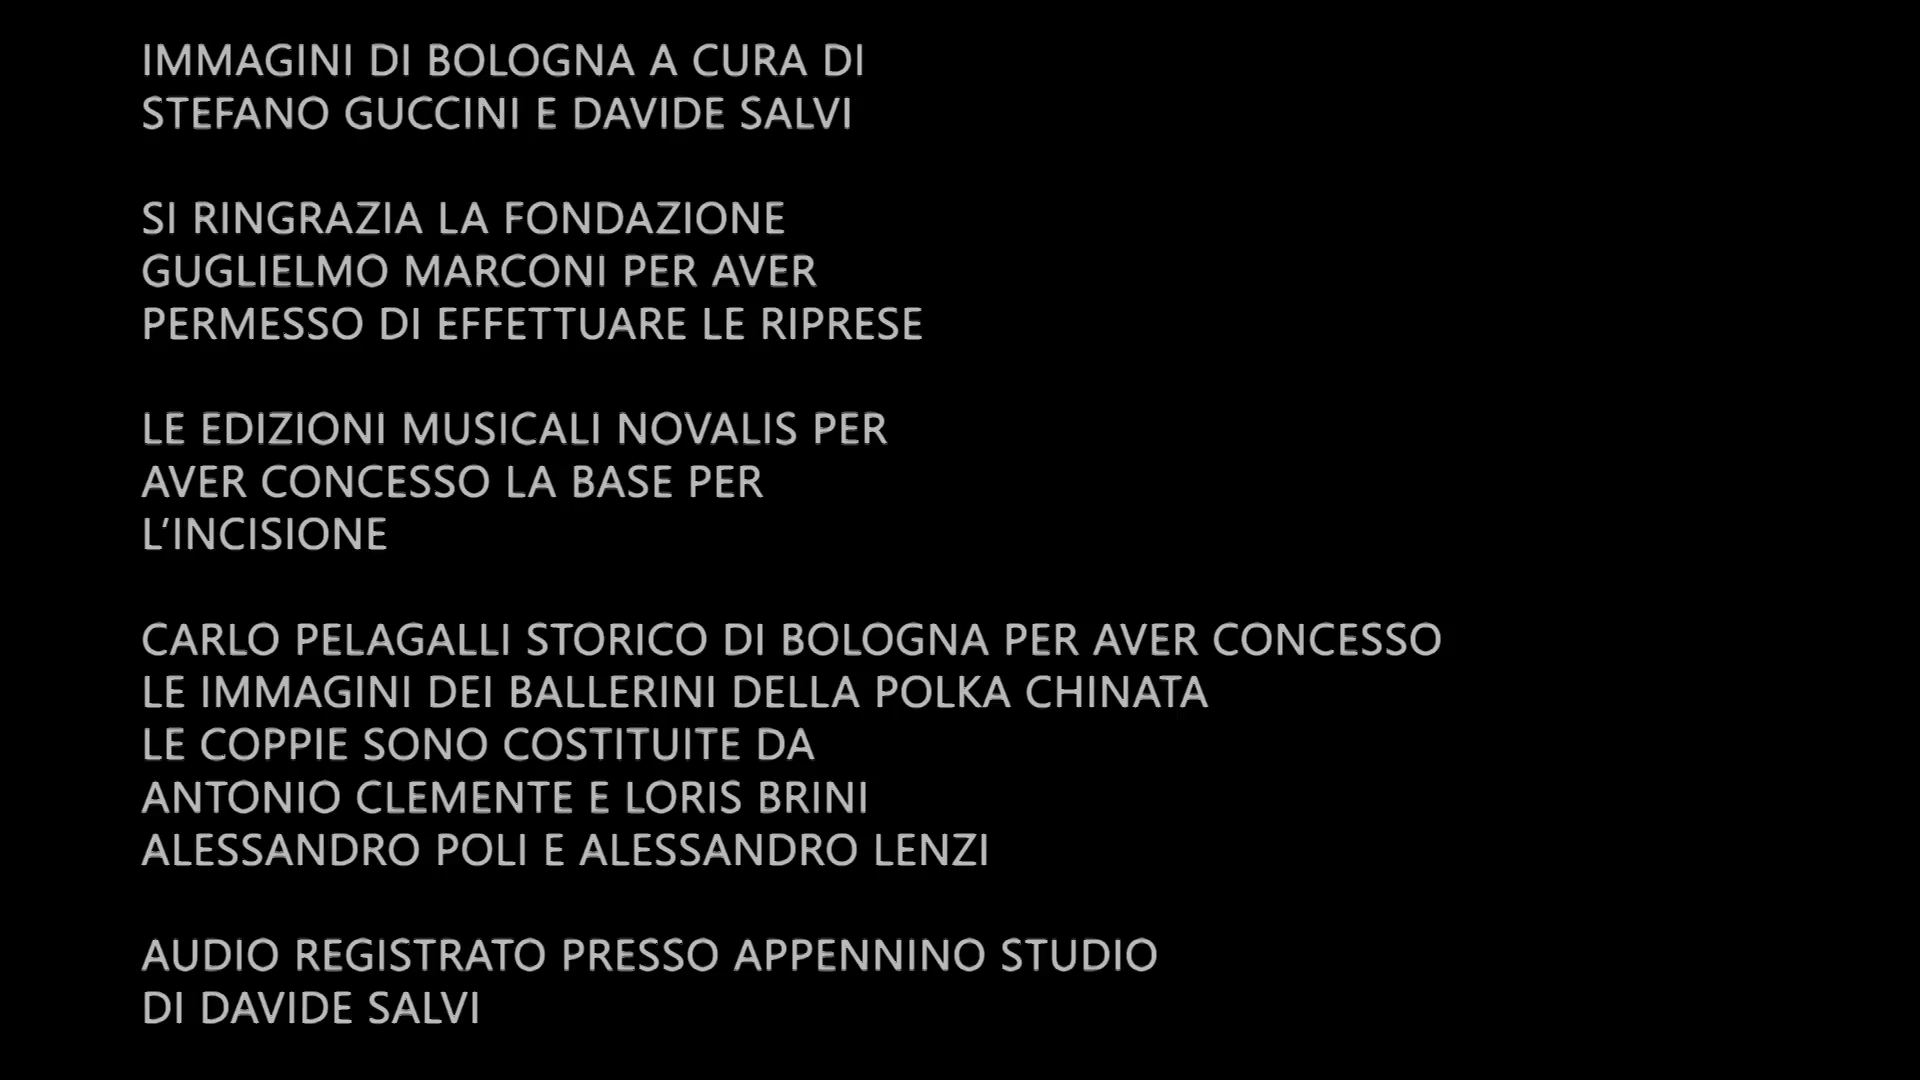 IMMAGINI DI BOLOGNA A CURA DI
STEFANO GUCCINI E DAVIDE SALVI
SI RINGRAZIA LA FONDAZIONE
GUGLIELMO MARCONI PER AVER
PERMESSO DI EFFETTUARE LE RIPRESE
LE EDIZIONI MUSICALI NOVALIS PER
AVER CONCESSO LA BASE PER
L’INCISIONE
CARLO PELAGALLI STORICO DI BOLOGNA PER AVER CONCESSO
LE IMMAGINI DEI BALLERINI DELLA POLKA CHINATA
LE COPPIE SONO COSTITUITE DA
ANTONIO CLEMENTE E LORIS BRINI
ALESSANDRO POLI E ALESSANDRO LENZI
AUDIO REGISTRATO PRESSO APPENNINO STUDIO
DI DAVIDE SALVI